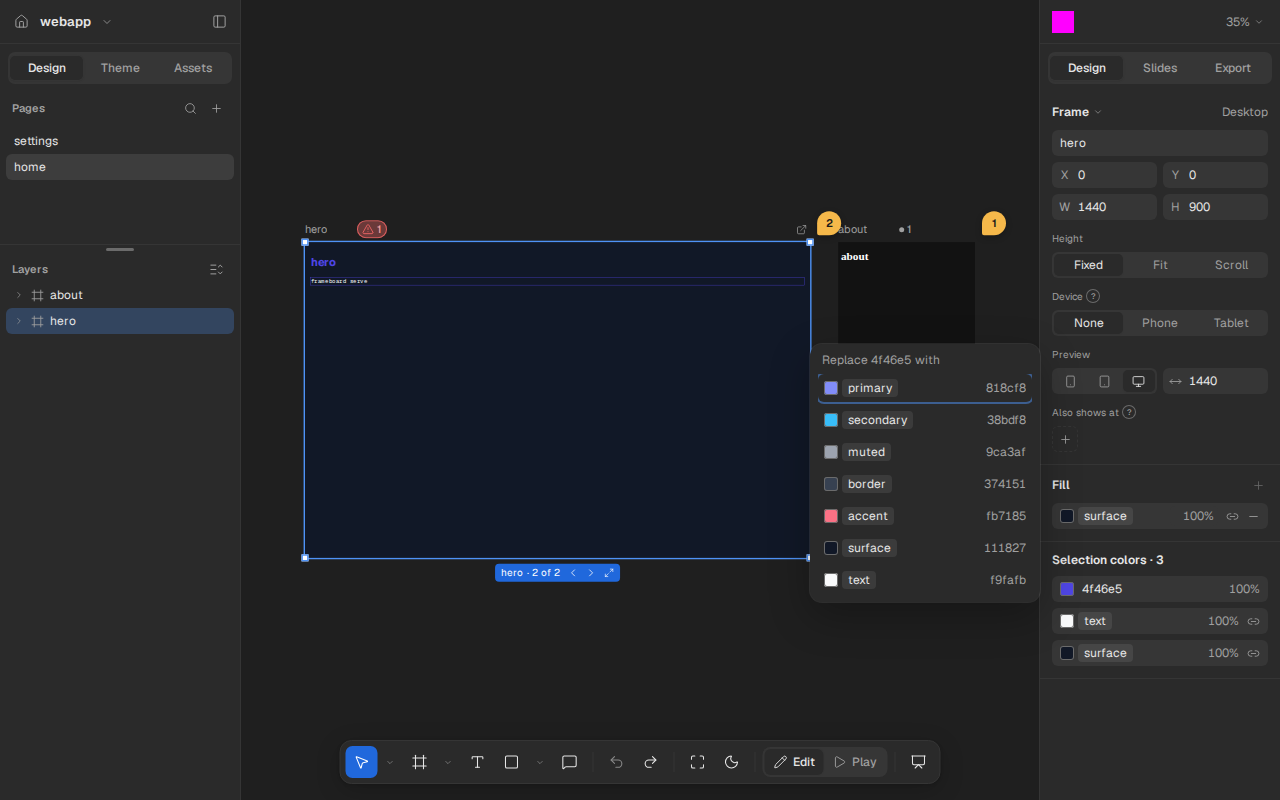 webapp
35%
Design Theme Assets
Design Slides Export
Pages
settings
home
Layers
about
hero
hero 1
2 about 1 1
hero
frameboard serve
about
hero · 2 of 2
Replace 4f46e5 with
primary 818cf8
secondary 38bdf8
muted 9ca3af
border 374151
accent fb7185
surface 111827
text f9fafb
Edit Play
Frame Desktop
hero
X 0 Y 0
W 1440 H 900
Height
Fixed Fit Scroll
Device ?
None Phone Tablet
Preview
1440
Also shows at ?
Fill
surface 100%
Selection colors · 3
4f46e5 100%
text 100%
surface 100%